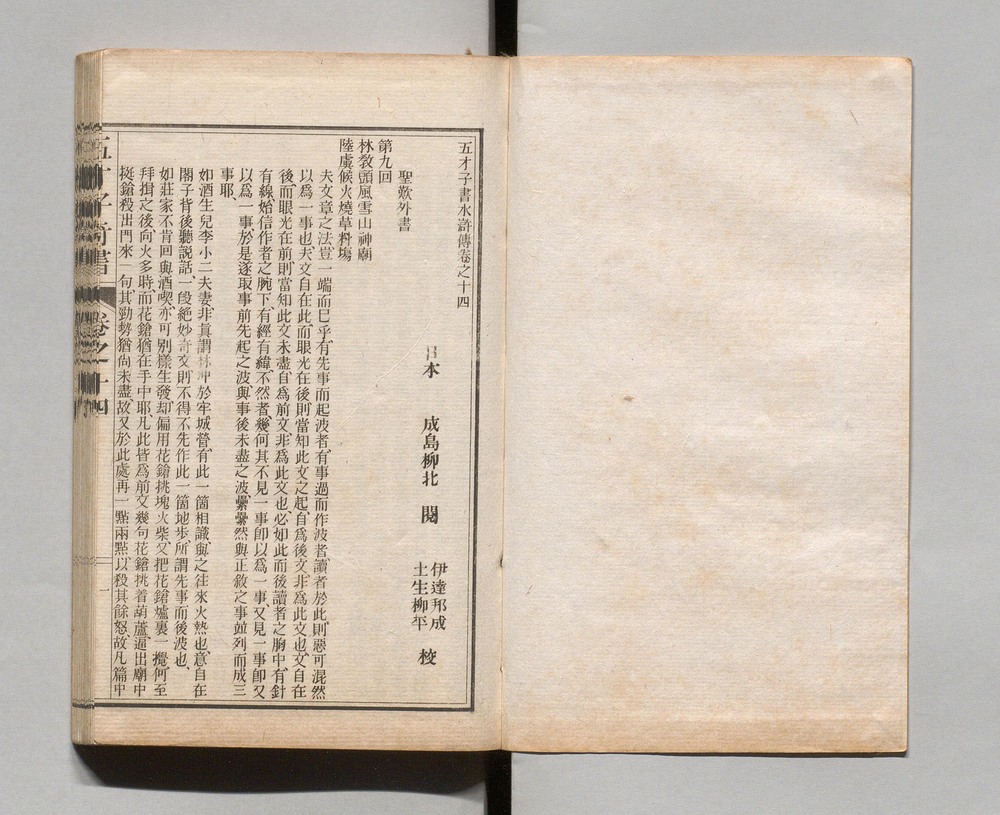 五才子書水滸傳卷之十四
日本　成島柳北　閱　伊達邦成
土生柳平　校
聖歎外書
第九回
林敎頭風雪山神廟
陸虞候火燒草料塲
夫文章之法豈一端而已乎有先事而起波者有事過而作波者讀者於此則惡可混然
以爲一事也夫文自在此而眼光在後則當知此文之起自爲後文非爲此文也文自在
後而眼光在前則當知此文未盡自爲前文非爲此文也必如此而後讀者之胸中有針
有線始信作者之腕下有經有緯不然者幾何其不見一事卽以爲一事又見一事卽又
以爲一事於是遂取事前先起之波與事後未盡之波纍纍然與正敘之事竝列而成三
事耶
如酒生兒李小二夫妻非眞謂林冲於牢城營有此一箇相識與之往來火熱也意自在
閣子背後聽說話一段絕妙奇文則不得不先作此一箇地步所謂先事而後波也
如莊家不肯回與酒喫亦可別樣生發却偏用花鎗挑塊火柴又把花鎗爐裏一攪何至
拜揖之後向火多時而花鎗猶在手中耶凡此皆爲前文幾句花鎗挑着葫蘆逼出廟中
挺鎗殺出門來一句其勁勢猶尙未盡故又於此處再一點兩點以殺其餘怒故凡篇中
五才子奇書　卷之十四　一